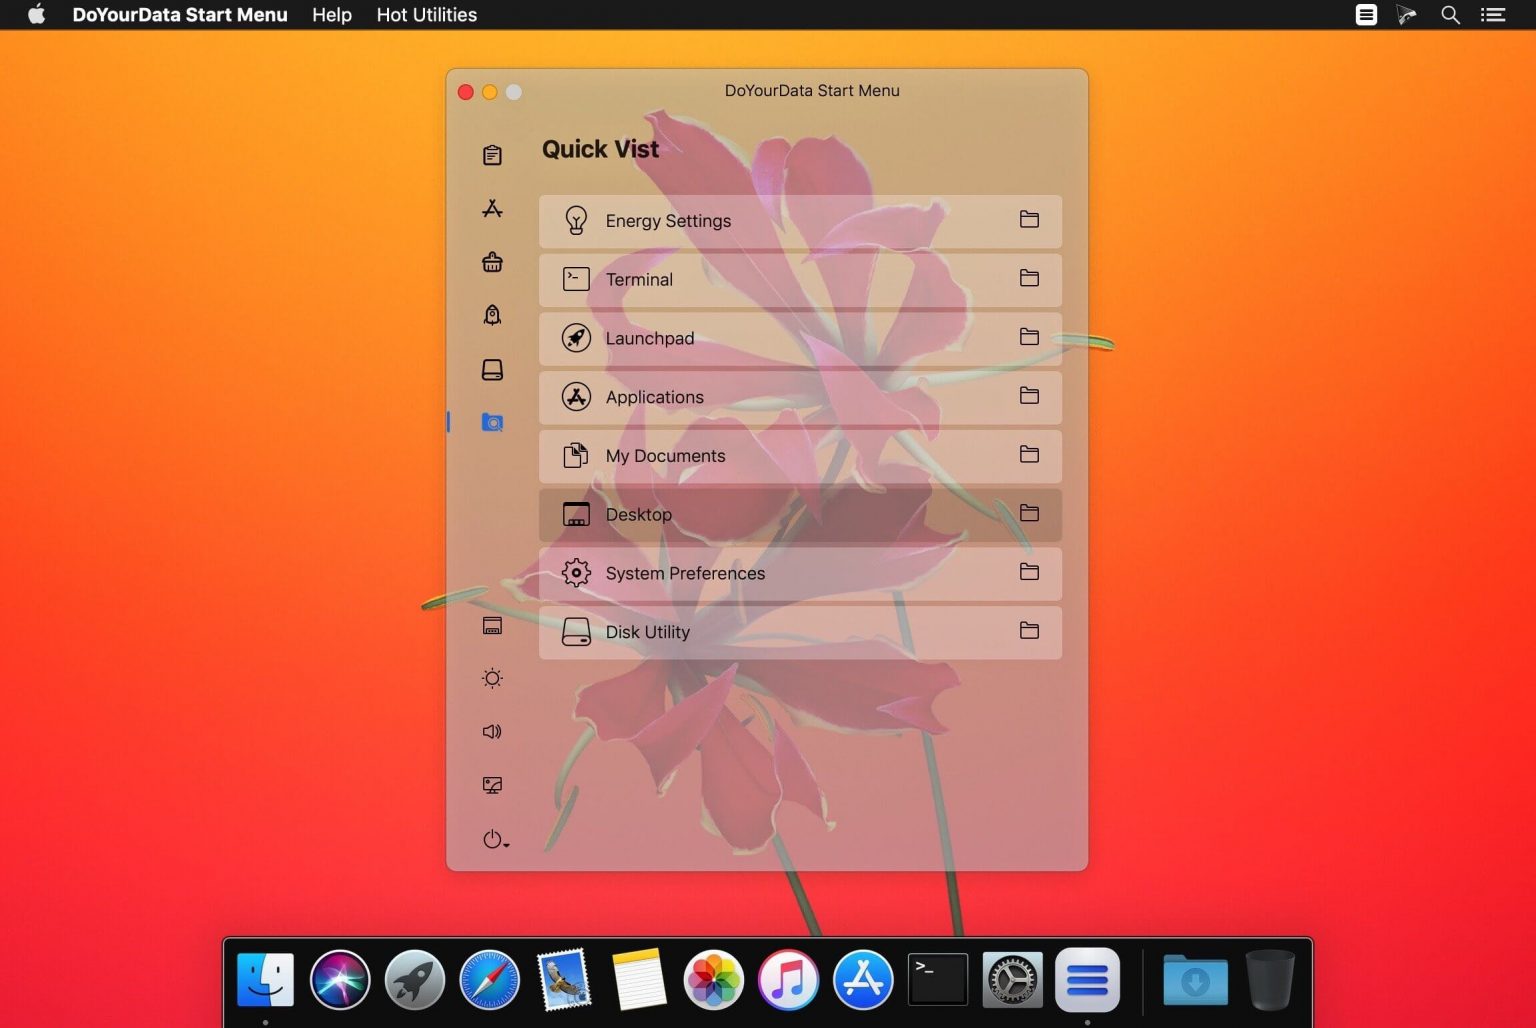 DoYourData Start Menu Help Hot Utilities
DoYourData Start Menu
Quick Vist
Energy Settings
Terminal
Launchpad
Applications
My Documents
Desktop
System Preferences
Disk Utility